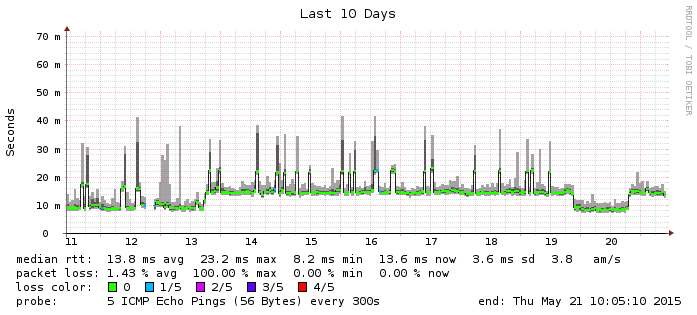 Last 10 Days
RRDTOOL / TOBI OETIKER
Seconds
70 m
60 m
50 m
40 m
30 m
20 m
10 m
0
11 12 13 14 15 16 17 18 19 20
median rtt: 13.8 ms avg 23.2 ms max 8.2 ms min 13.6 ms now 3.6 ms sd 3.8 am/s
packet loss: 1.43 % avg 100.00 % max 0.00 % min 0.00 % now
loss color: 0 1/5 2/5 3/5 4/5
probe: 5 ICMP Echo Pings (56 Bytes) every 300s end: Thu May 21 10:05:10 2015